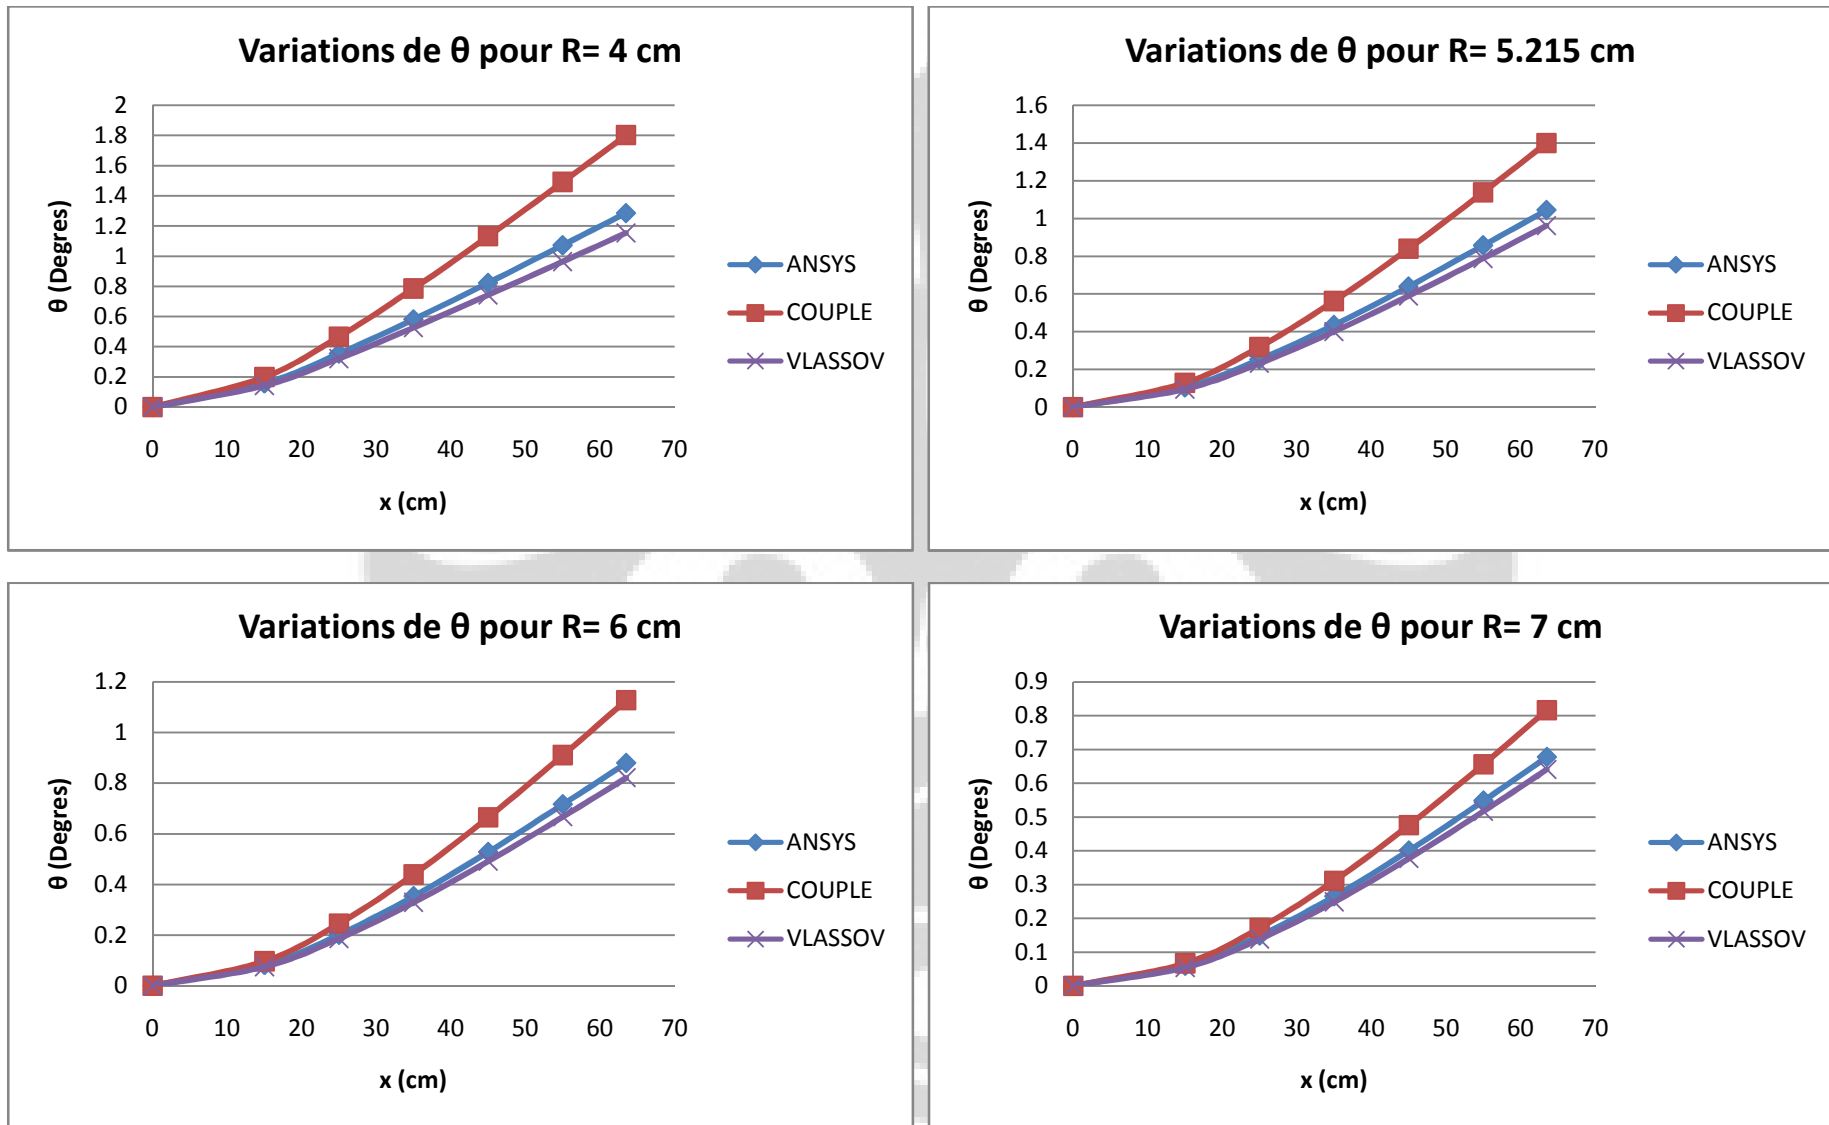 Variations de θ pour R= 4 cm
2
1.8
1.6
1.4
1.2
1
0.8
0.6
0.4
0.2
0
θ (Degres)
0 10 20 30 40 50 60 70
x (cm)
ANSYS
COUPLE
VLASSOV
Variations de θ pour R= 5.215 cm
1.6
1.4
1.2
1
0.8
0.6
0.4
0.2
0
θ (Degres)
0 10 20 30 40 50 60 70
x (cm)
ANSYS
COUPLE
VLASSOV
Variations de θ pour R= 6 cm
1.2
1
0.8
0.6
0.4
0.2
0
θ (Degres)
0 10 20 30 40 50 60 70
x (cm)
ANSYS
COUPLE
VLASSOV
Variations de θ pour R= 7 cm
0.9
0.8
0.7
0.6
0.5
0.4
0.3
0.2
0.1
0
θ (Degres)
0 10 20 30 40 50 60 70
x (cm)
ANSYS
COUPLE
VLASSOV